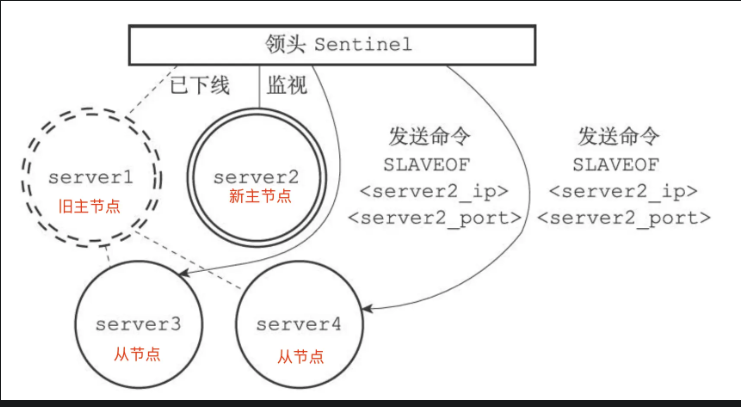 领头 Sentinel
已下线
监视
server1
旧主节点
server2
新主节点
发送命令
SLAVEOF
<server2_ip>
<server2_port>
发送命令
SLAVEOF
<server2_ip>
<server2_port>
server3
从节点
server4
从节点